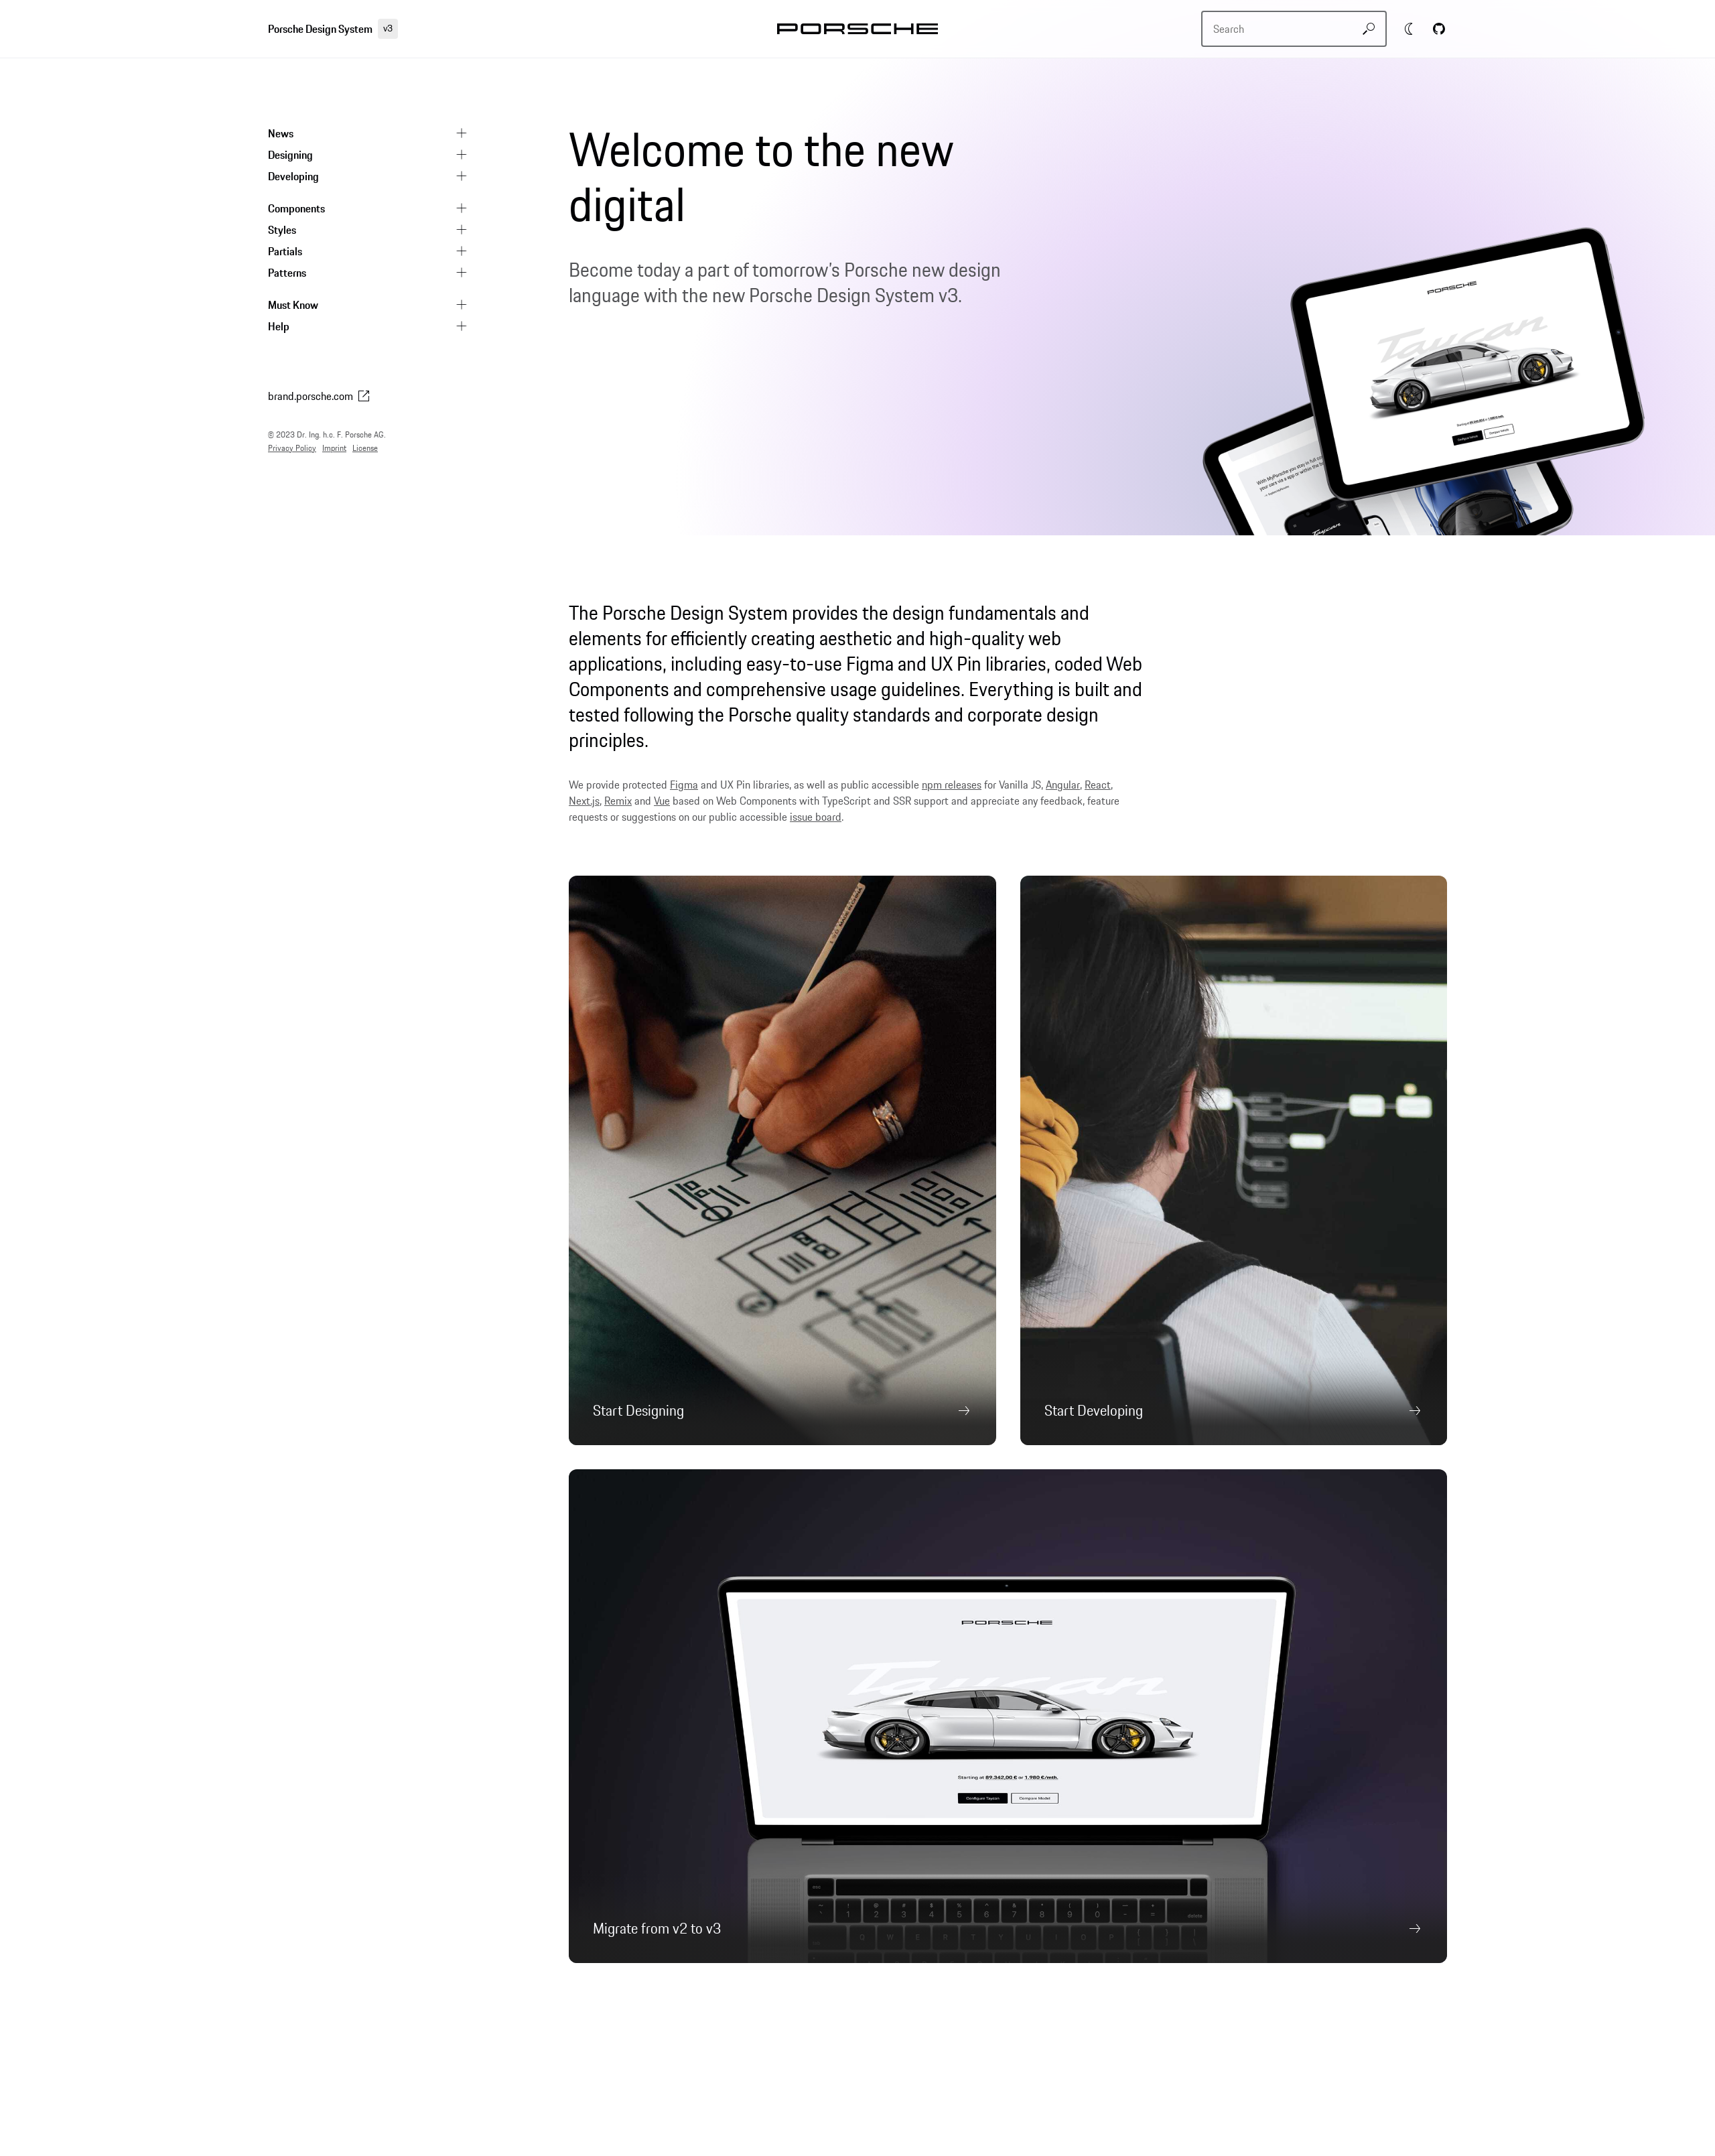 Porsche Design System v3
PORSCHE
Search
News
Designing
Developing
Components
Styles
Partials
Patterns
Must Know
Help
brand.porsche.com
© 2023 Dr. Ing. h.c. F. Porsche AG.
Privacy Policy Imprint License
Welcome to the new
digital
Become today a part of tomorrow's Porsche new design
language with the new Porsche Design System v3.
PORSCHE
Taycan
The Porsche Design System provides the design fundamentals and
elements for efficiently creating aesthetic and high-quality web
applications, including easy-to-use Figma and UX Pin libraries, coded Web
Components and comprehensive usage guidelines. Everything is built and
tested following the Porsche quality standards and corporate design
principles.
We provide protected Figma and UX Pin libraries, as well as public accessible npm releases for Vanilla JS, Angular, React,
Next.js, Remix and Vue based on Web Components with TypeScript and SSR support and appreciate any feedback, feature
requests or suggestions on our public accessible issue board.
ASUS
Start Designing
Start Developing
PORSCHE
Taycan
Starting at 89.342,00 € or 1.980 €/mth.
Configure Taycan Compare Model
Migrate from v2 to v3